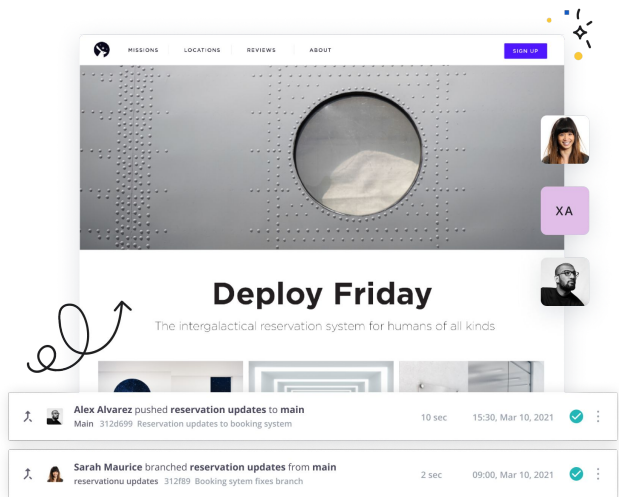 MISSIONS LOCATIONS REVIEWS ABOUT SIGN UP
XA
Deploy Friday
The intergalactical reservation system for humans of all kinds
Alex Alvarez pushed reservation updates to main
Main 312d699 Reservation updates to booking system
10 sec 15:30, Mar 10, 2021
Sarah Maurice branched reservation updates from main
reservationu updates 312f89 Booking sytem fixes branch
2 sec 09:00, Mar 10, 2021